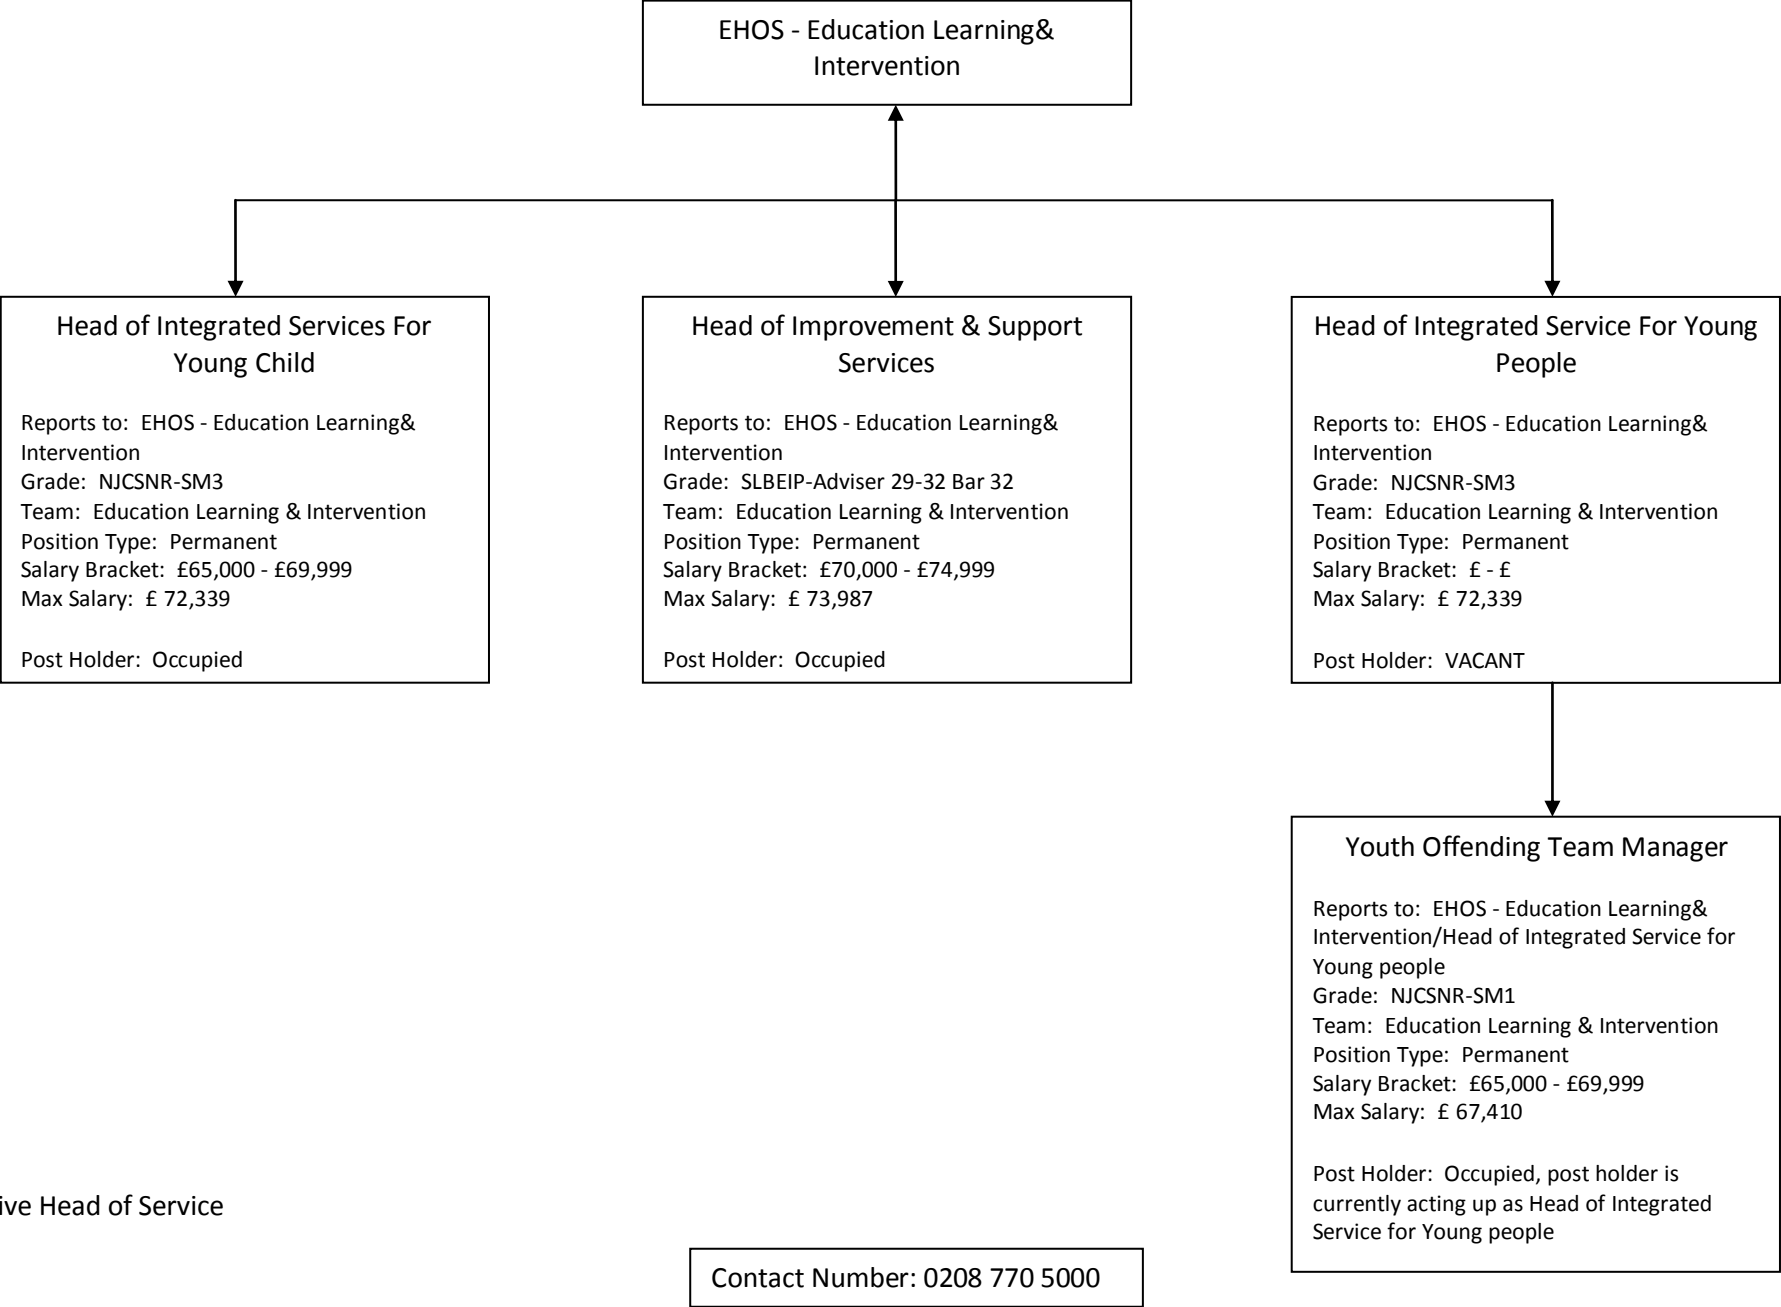 EHOS - Education Learning&
Intervention
Head of Integrated Services For
Young Child
Reports to: EHOS - Education Learning&
Intervention
Grade: NJCSNR-SM3
Team: Education Learning & Intervention
Position Type: Permanent
Salary Bracket: £65,000 - £69,999
Max Salary: £ 72,339
Post Holder: Occupied
Head of Improvement & Support
Services
Reports to: EHOS - Education Learning&
Intervention
Grade: SLBEIP-Adviser 29-32 Bar 32
Team: Education Learning & Intervention
Position Type: Permanent
Salary Bracket: £70,000 - £74,999
Max Salary: £ 73,987
Post Holder: Occupied
Head of Integrated Service For Young
People
Reports to: EHOS - Education Learning&
Intervention
Grade: NJCSNR-SM3
Team: Education Learning & Intervention
Position Type: Permanent
Salary Bracket: £ - £
Max Salary: £ 72,339
Post Holder: VACANT
Youth Offending Team Manager
Reports to: EHOS - Education Learning&
Intervention/Head of Integrated Service for
Young people
Grade: NJCSNR-SM1
Team: Education Learning & Intervention
Position Type: Permanent
Salary Bracket: £65,000 - £69,999
Max Salary: £ 67,410
Post Holder: Occupied, post holder is
currently acting up as Head of Integrated
Service for Young people
ive Head of Service
Contact Number: 0208 770 5000